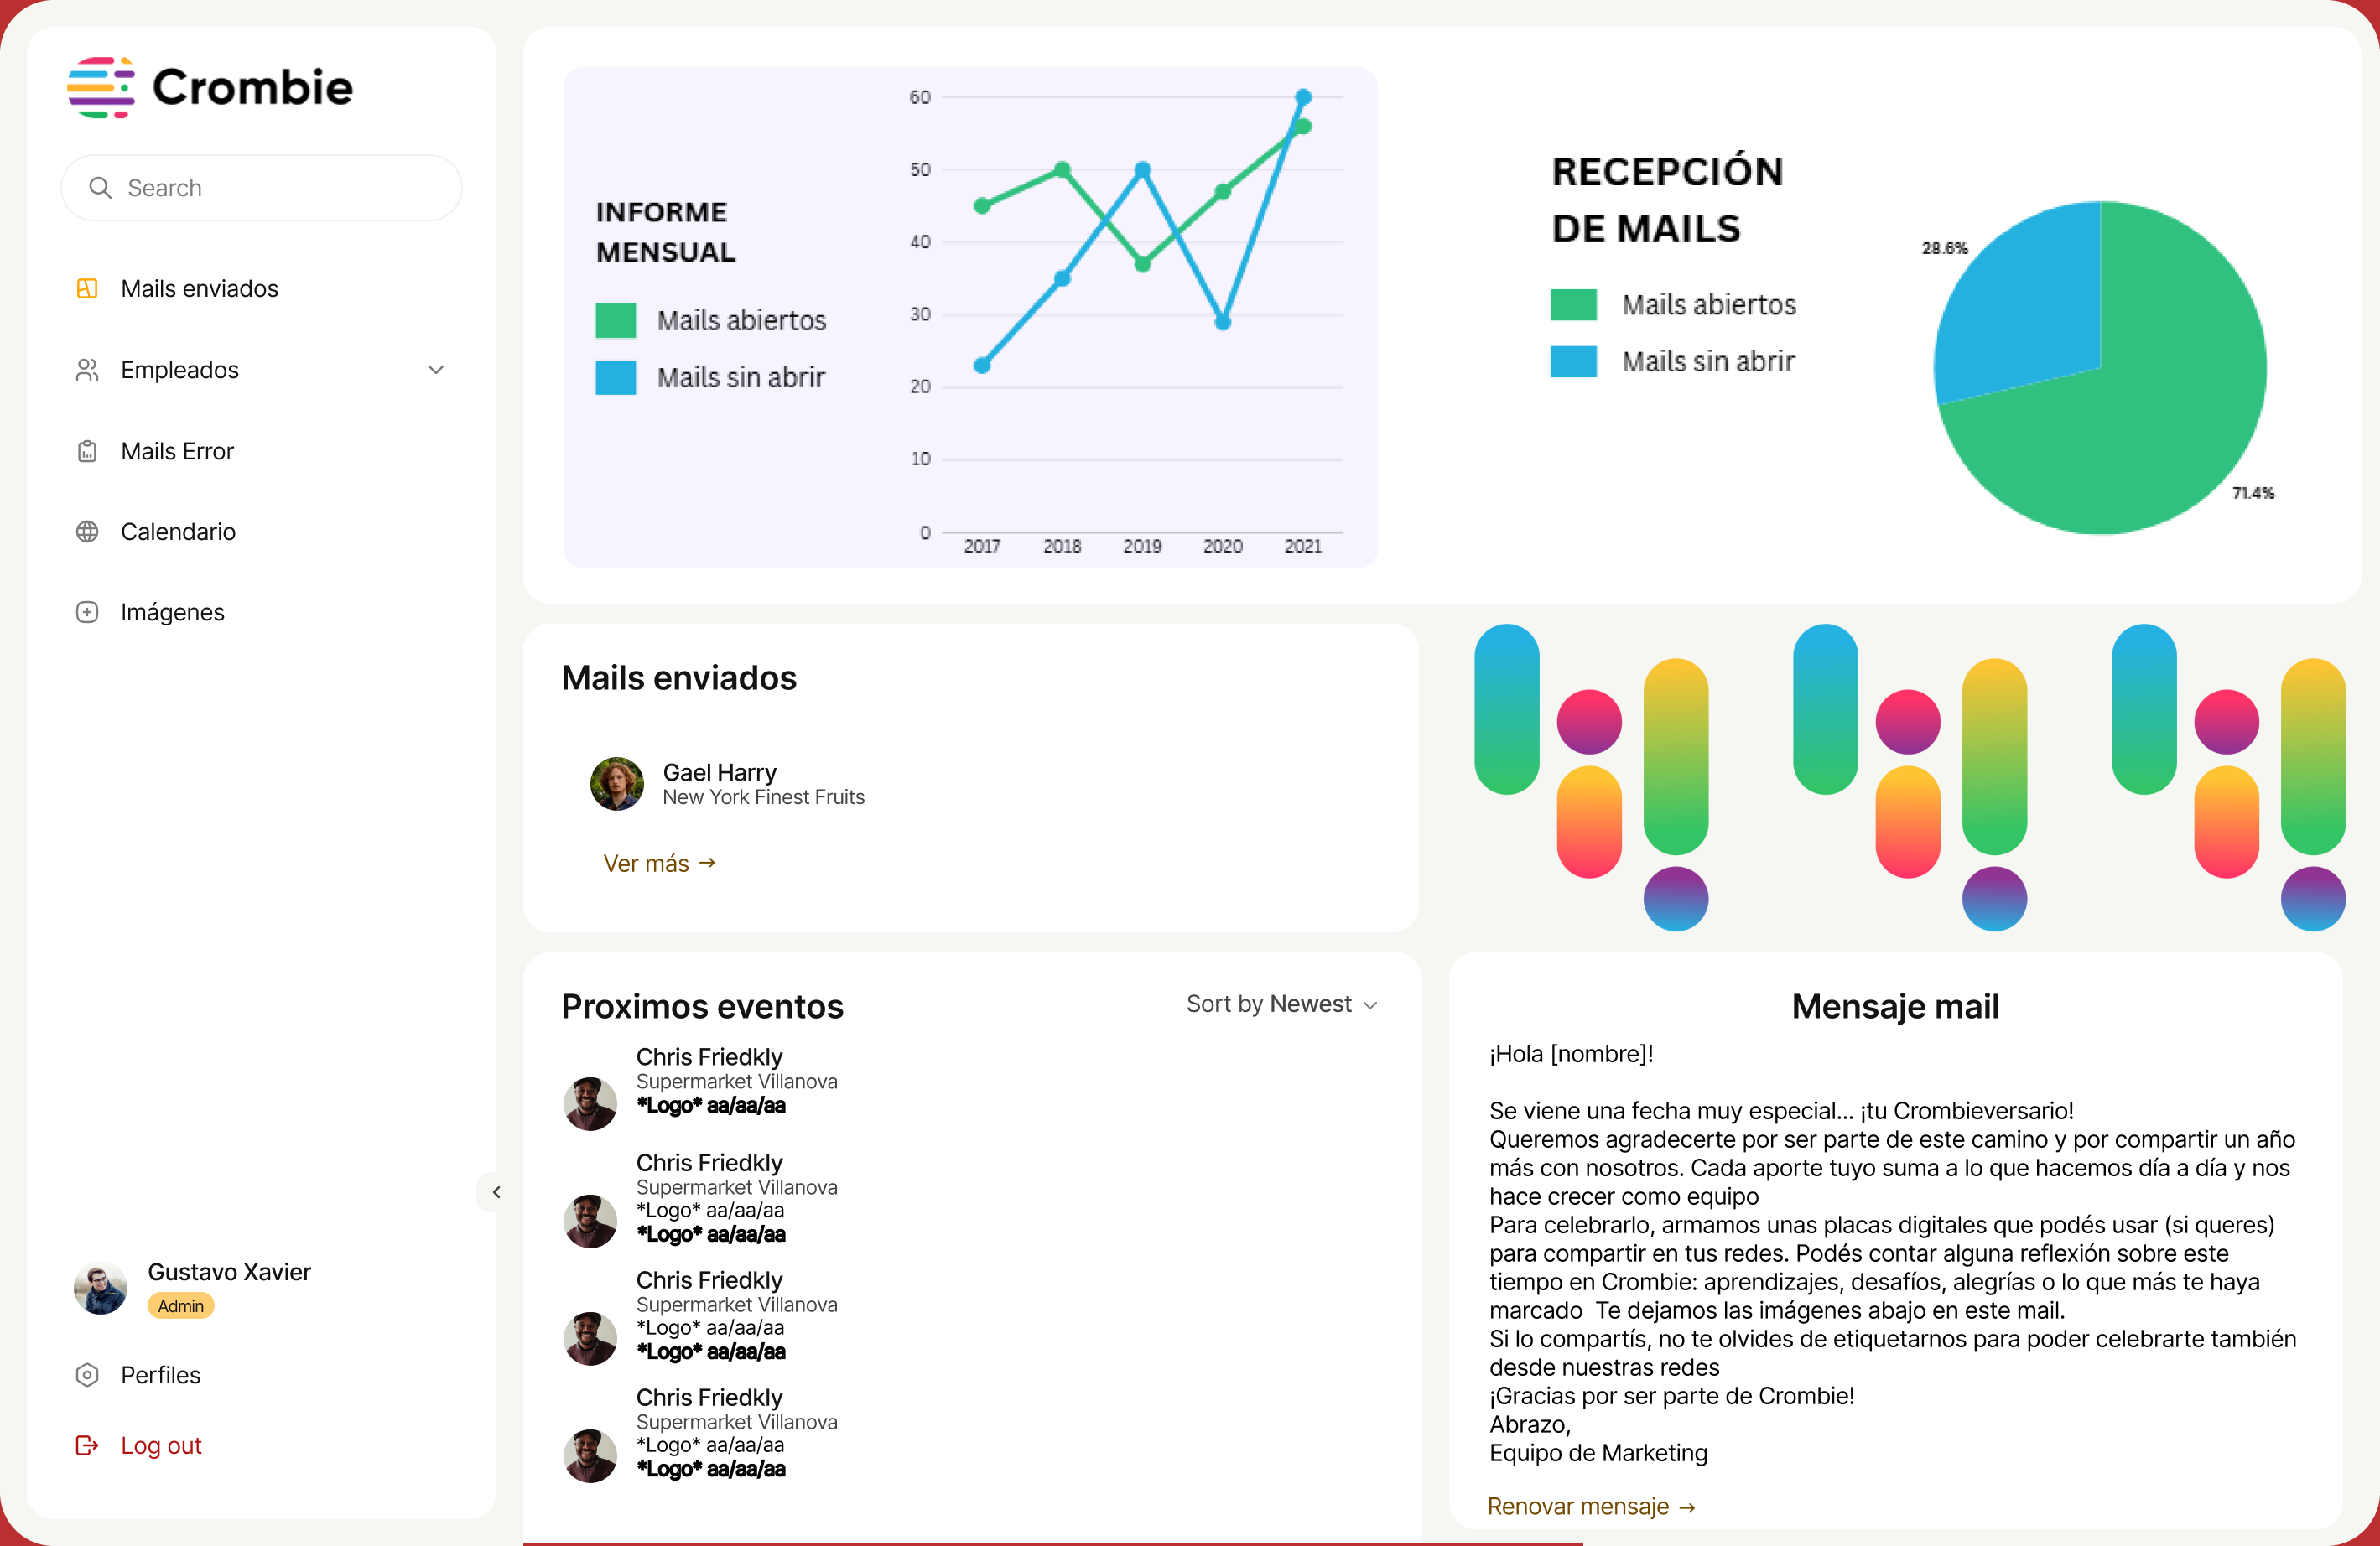 Crombie
Search
Mails enviados
Empleados
Mails Error
Calendario
Imágenes
Gustavo Xavier
Admin
Perfiles
Log out
INFORME
MENSUAL
Mails abiertos
Mails sin abrir
60
50
40
30
20
10
0
2017 2018 2019 2020 2021
RECEPCIÓN
DE MAILS
Mails abiertos
Mails sin abrir
28.6%
71.4%
Mails enviados
Gael Harry
New York Finest Fruits
Ver más →
Proximos eventos
Sort by Newest
Chris Friedkly
Supermarket Villanova
*Logo* aa/aa/aa
Chris Friedkly
Supermarket Villanova
*Logo* aa/aa/aa
*Logo* aa/aa/aa
Chris Friedkly
Supermarket Villanova
*Logo* aa/aa/aa
*Logo* aa/aa/aa
Chris Friedkly
Supermarket Villanova
*Logo* aa/aa/aa
*Logo* aa/aa/aa
Mensaje mail
¡Hola [nombre]!
Se viene una fecha muy especial... ¡tu Crombieversario!
Queremos agradecerte por ser parte de este camino y por compartir un año
más con nosotros. Cada aporte tuyo suma a lo que hacemos día a día y nos
hace crecer como equipo
Para celebrarlo, armamos unas placas digitales que podés usar (si queres)
para compartir en tus redes. Podés contar alguna reflexión sobre este
tiempo en Crombie: aprendizajes, desafíos, alegrías o lo que más te haya
marcado  Te dejamos las imágenes abajo en este mail.
Si lo compartís, no te olvides de etiquetarnos para poder celebrarte también
desde nuestras redes
¡Gracias por ser parte de Crombie!
Abrazo,
Equipo de Marketing
Renovar mensaje →